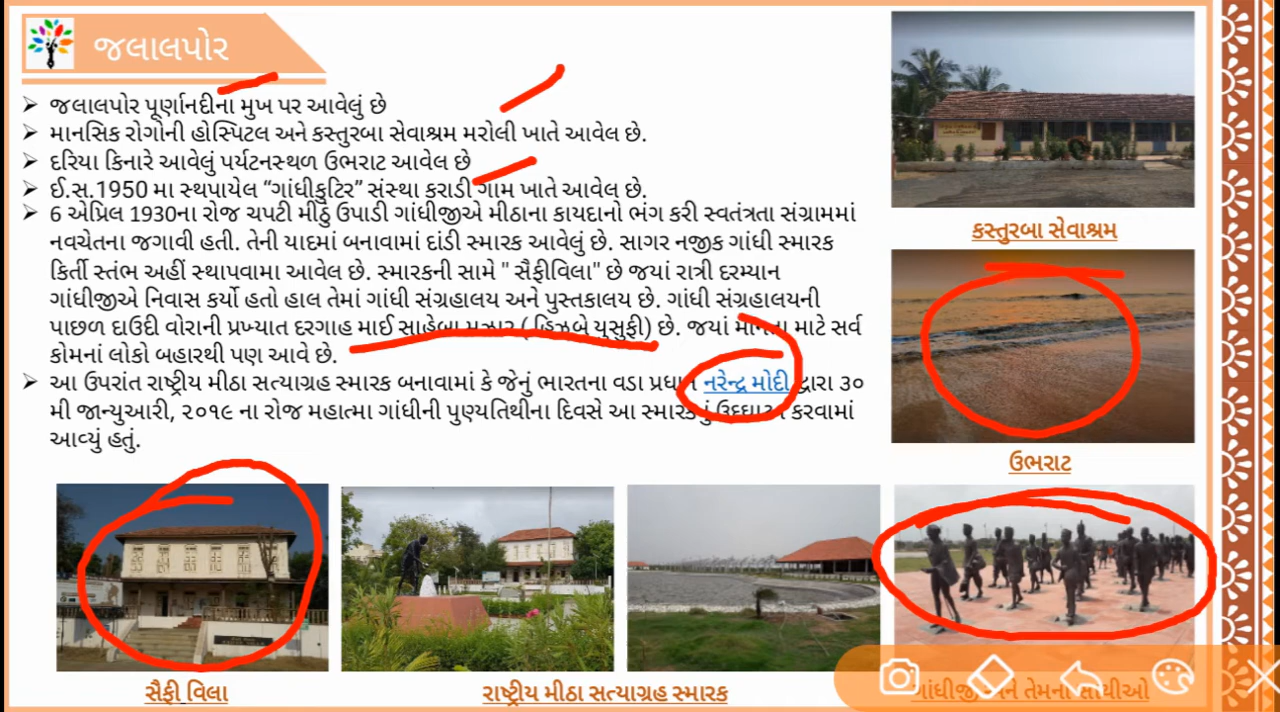 જલાલપોર
➢ જલાલપોર પૂર્ણાનદીના મુખ પર આવેલું છે
➢ માનસિક રોગોની હોસ્પિટલ અને કસ્તુરબા સેવાશ્રમ મરોલી ખાતે આવેલ છે.
➢ દરિયા કિનારે આવેલું પર્યટનસ્થળ ઉભરાટ આવેલ છે
➢ ઈ.સ.1950 મા સ્થપાયેલ “ગાંધીકુટિર” સંસ્થા કરાડી ગામ ખાતે આવેલ છે.
➢ 6 એપ્રિલ 1930ના રોજ ચપટી મીઠું ઉપાડી ગાંધીજીએ મીઠાના કાયદાનો ભંગ કરી સ્વતંત્રતા સંગ્રામમાં
નવચેતના જગાવી હતી. તેની યાદમાં બનાવામાં દાંડી સ્મારક આવેલું છે. સાગર નજીક ગાંધી સ્મારક
કિર્તી સ્તંભ અહીં સ્થાપવામા આવેલ છે. સ્મારકની સામે " સૈફીવિલા" છે જયાં રાત્રી દરમ્યાન
ગાંધીજીએ નિવાસ કર્યો હતો હાલ તેમાં ગાંધી સંગ્રહાલય અને પુસ્તકાલય છે. ગાંધી સંગ્રહાલયની
પાછળ દાઉદી વોરાની પ્રખ્યાત દરગાહ માઈ સાહેબા મઝાર ( હિઝબે યુસુફી) છે. જયાં માનતા માટે સર્વ
કોમનાં લોકો બહારથી પણ આવે છે.
➢ આ ઉપરાંત રાષ્ટ્રીય મીઠા સત્યાગ્રહ સ્મારક બનાવામાં કે જેનું ભારતના વડા પ્રધાન નરેન્દ્ર મોદી દ્વારા ૩૦
મી જાન્યુઆરી, ૨૦૧૯ ના રોજ મહાત્મા ગાંધીની પુણ્યતિથીના દિવસે આ સ્મારકનું ઉદઘાટન કરવામાં
આવ્યું હતું.
કસ્તુરબા સેવાશ્રમ
ઉભરાટ
સૈફી વિલા
રાષ્ટ્રીય મીઠા સત્યાગ્રહ સ્મારક
ગાંધીજી અને તેમના સાથીઓ